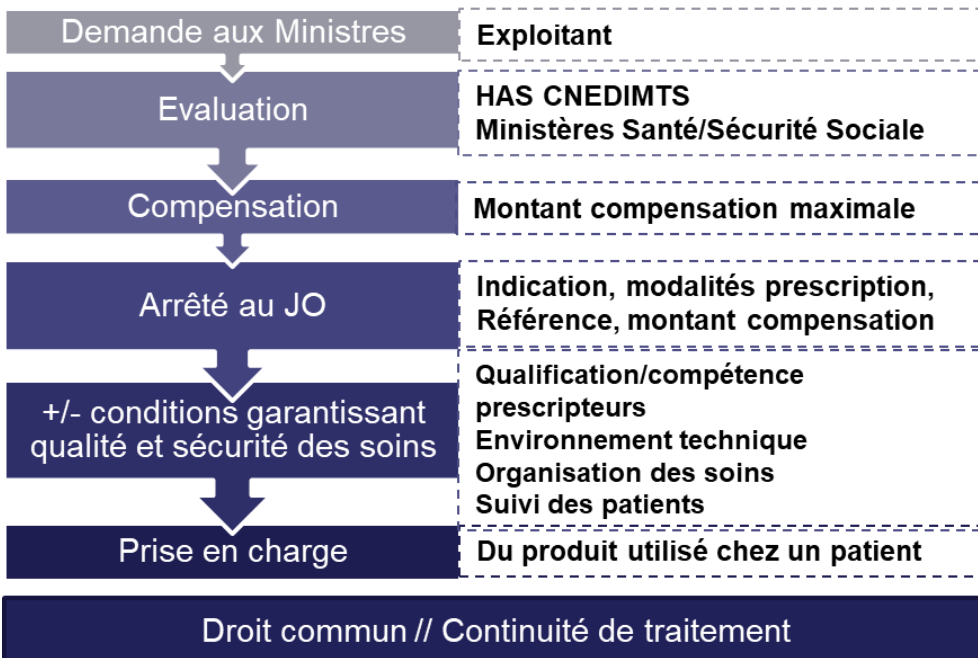 Demande aux Ministres
Exploitant
Evaluation
HAS CNEDIMTS
Ministères Santé/Sécurité Sociale
Compensation
Montant compensation maximale
Arrêté au JO
Indication, modalités prescription,
Référence, montant compensation
+/- conditions garantissant
qualité et sécurité des soins
Qualification/compétence
prescripteurs
Environnement technique
Organisation des soins
Suivi des patients
Prise en charge
Du produit utilisé chez un patient
Droit commun // Continuité de traitement